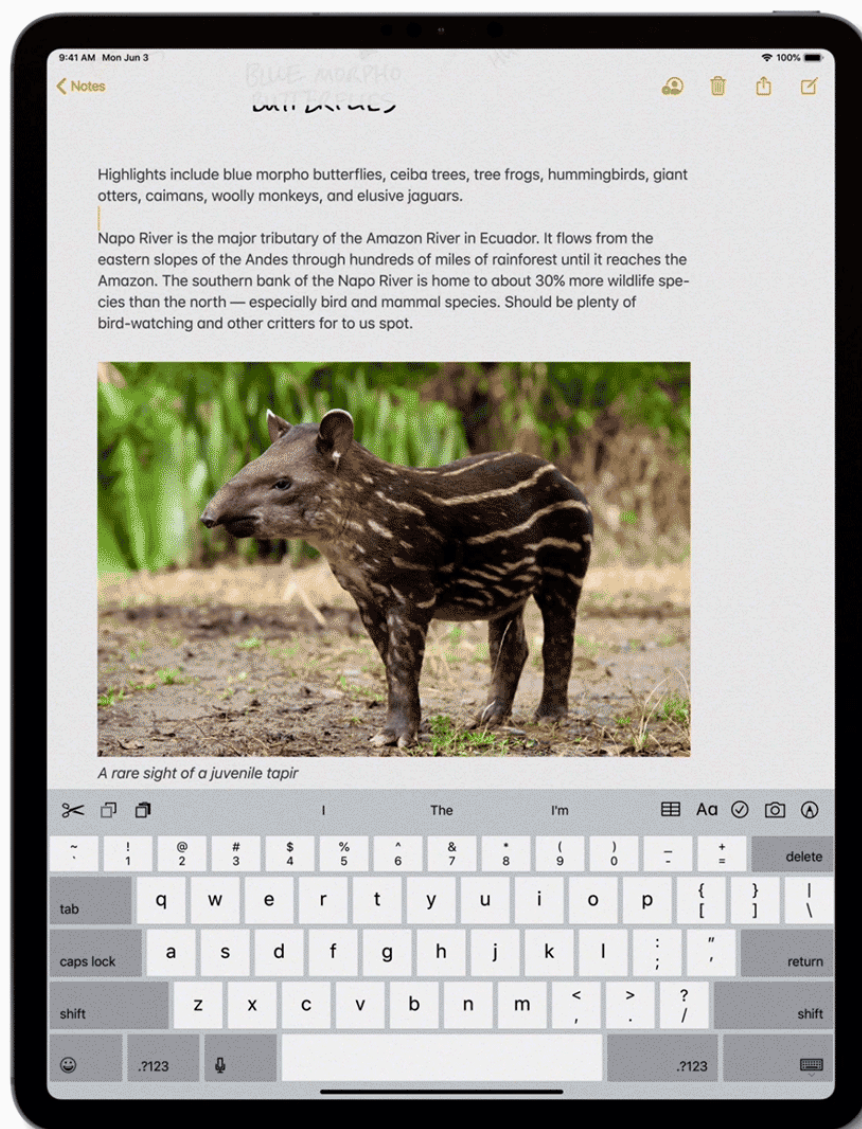 9:41 AM Mon Jun 3
100%
Notes
BLUE MORPHO
BUTTERFLIES
Highlights include blue morpho butterflies, ceiba trees, tree frogs, hummingbirds, giant
otters, caimans, woolly monkeys, and elusive jaguars.
Napo River is the major tributary of the Amazon River in Ecuador. It flows from the
eastern slopes of the Andes through hundreds of miles of rainforest until it reaches the
Amazon. The southern bank of the Napo River is home to about 30% more wildlife spe-
cies than the north — especially bird and mammal species. Should be plenty of
bird-watching and other critters for to us spot.
A rare sight of a juvenile tapir
I The I'm
Aa
~ ! @ # $ % ^ & * ( ) _ +
` 1 2 3 4 5 6 7 8 9 0 - = delete
tab q w e r t y u i o p { } |
[ ] \
caps lock a s d f g h j k l : " return
; '
shift z x c v b n m < > ? shift
, . /
.?123 .?123